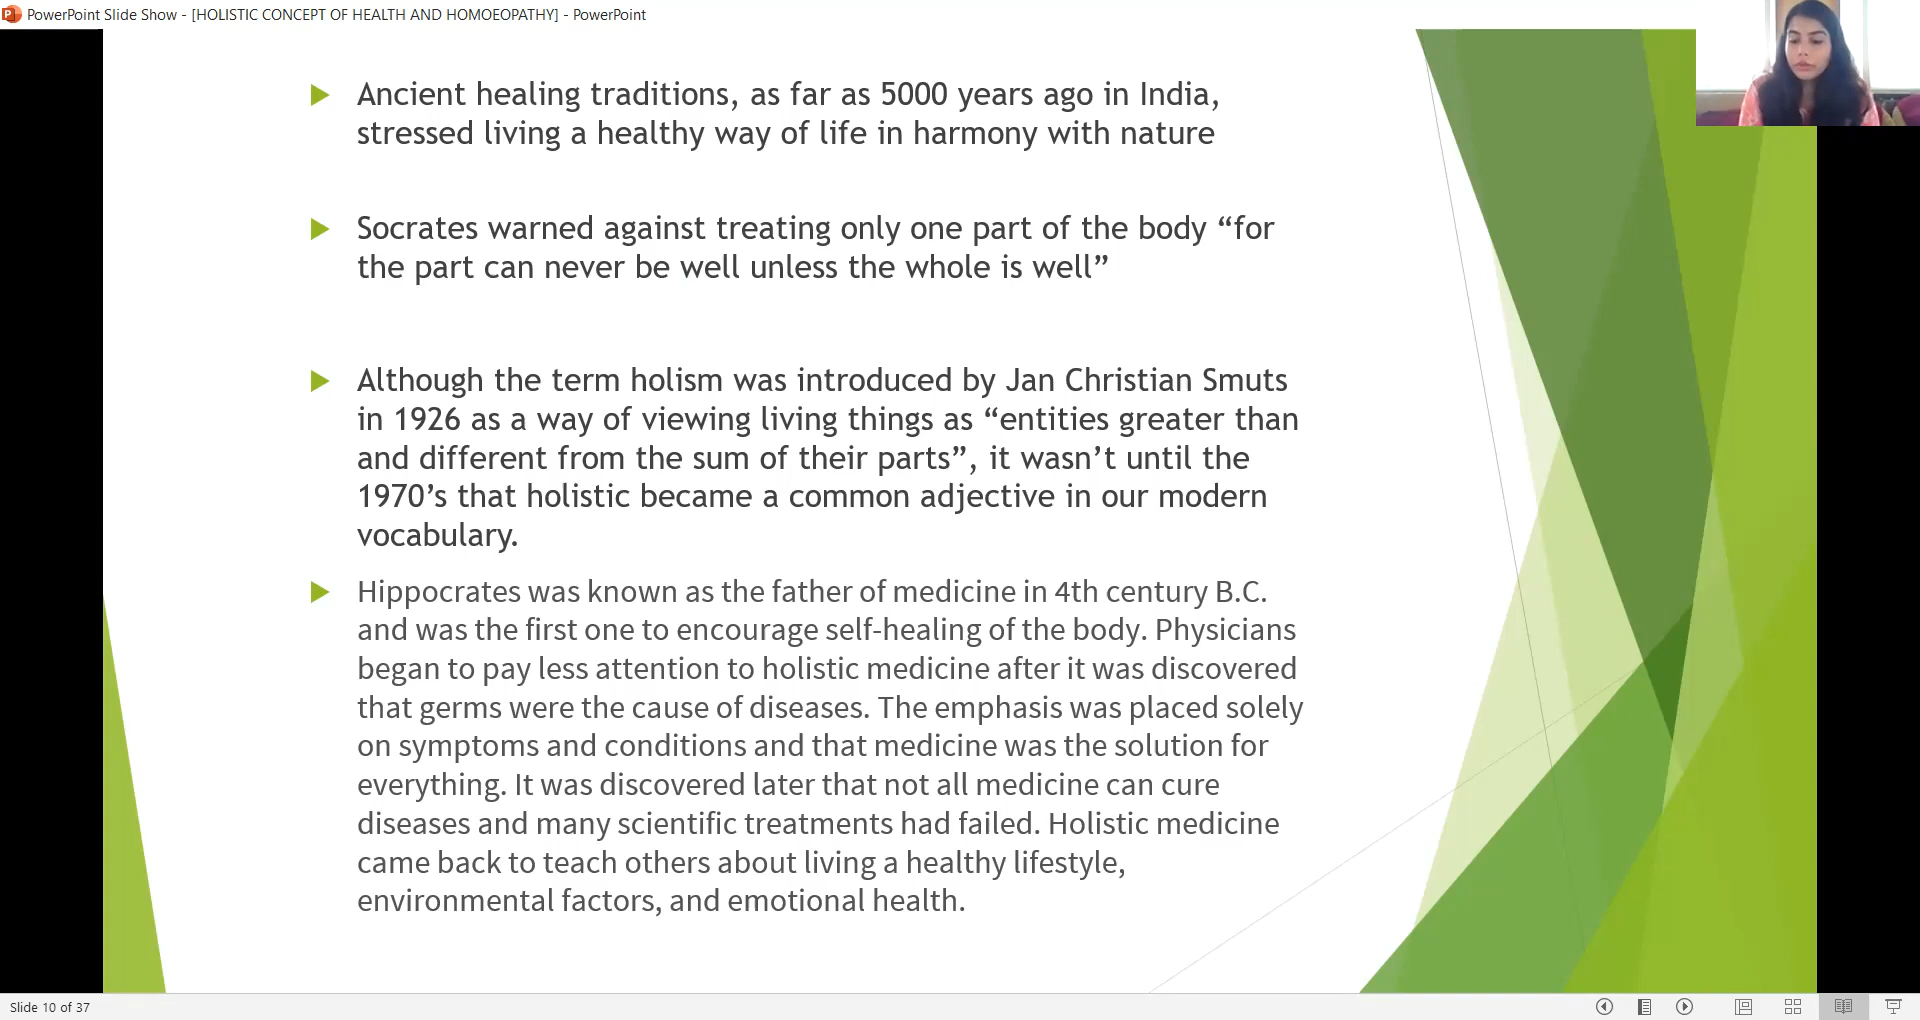 PowerPoint Slide Show - [HOLISTIC CONCEPT OF HEALTH AND HOMOEOPATHY] - PowerPoint
Ancient healing traditions, as far as 5000 years ago in India,
stressed living a healthy way of life in harmony with nature
Socrates warned against treating only one part of the body “for
the part can never be well unless the whole is well”
Although the term holism was introduced by Jan Christian Smuts
in 1926 as a way of viewing living things as “entities greater than
and different from the sum of their parts”, it wasn’t until the
1970’s that holistic became a common adjective in our modern
vocabulary.
Hippocrates was known as the father of medicine in 4th century B.C.
and was the first one to encourage self-healing of the body. Physicians
began to pay less attention to holistic medicine after it was discovered
that germs were the cause of diseases. The emphasis was placed solely
on symptoms and conditions and that medicine was the solution for
everything. It was discovered later that not all medicine can cure
diseases and many scientific treatments had failed. Holistic medicine
came back to teach others about living a healthy lifestyle,
environmental factors, and emotional health.
Slide 10 of 37